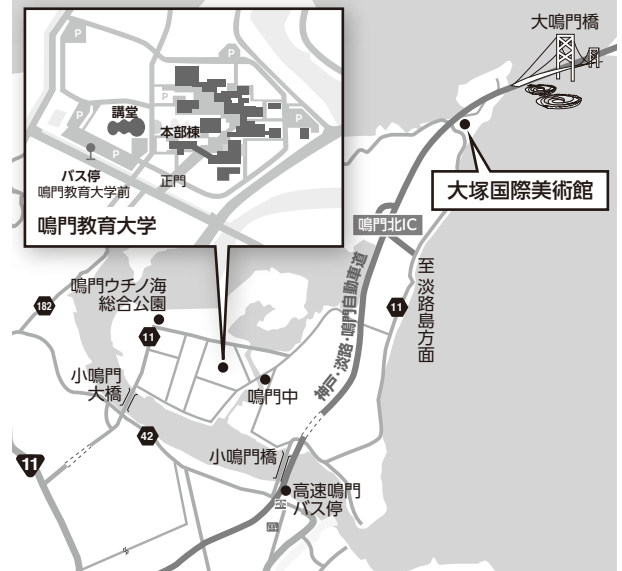 大鳴門橋
P
P
講堂
本部棟
P
P
P
バス停
鳴門教育大学前
正門
鳴門教育大学
大塚国際美術館
鳴門北IC
神戸・淡路・鳴門自動車道
至 淡路島方面
11
鳴門ウチノ海
総合公園
182
11
小鳴門
大橋
鳴門中
42
小鳴門橋
11
高速鳴門
バス停